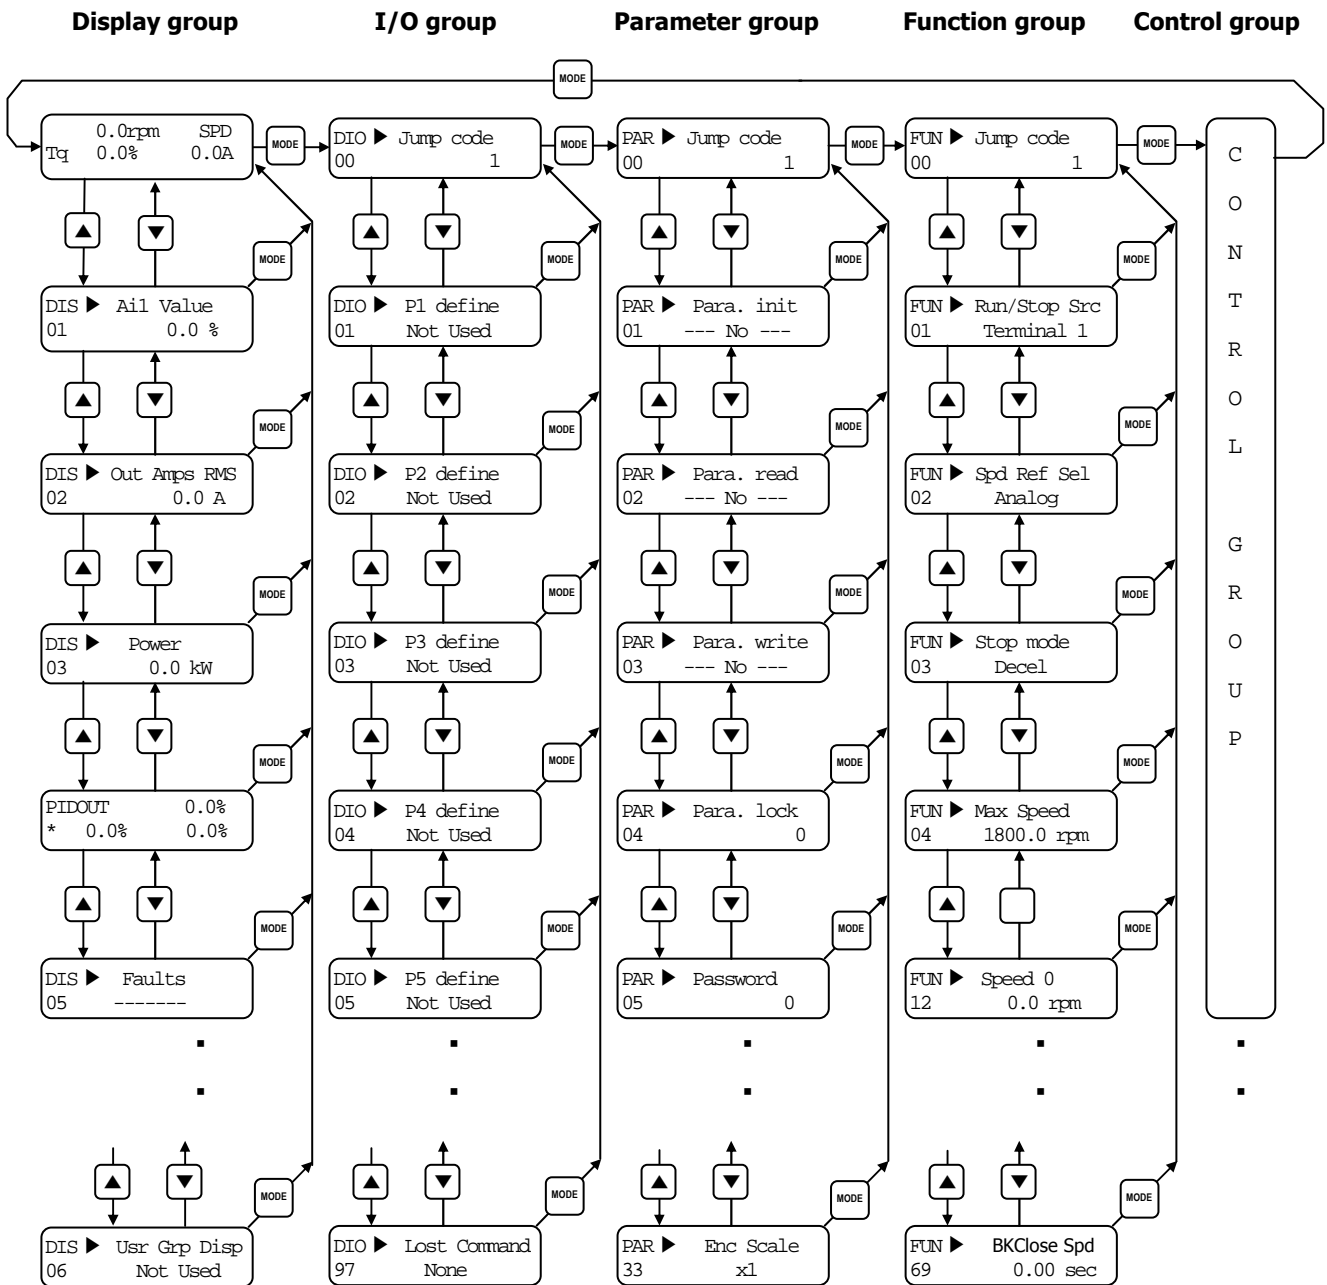 Display group
I/O group
Parameter group
Function group
Control group
MODE
0.0rpm SPD
Tq 0.0% 0.0A
MODE
DIO ▶ Jump code
00 1
MODE
PAR ▶ Jump code
00 1
MODE
FUN ▶ Jump code
00 1
MODE
CONTROL GROUP
▲ ▼ MODE
▲ ▼ MODE
▲ ▼ MODE
▲ ▼ MODE
DIS ▶ Ai1 Value
01 0.0 %
DIO ▶ P1 define
01 Not Used
PAR ▶ Para. init
01 --- No ---
FUN ▶ Run/Stop Src
01 Terminal 1
▲ ▼ MODE
▲ ▼ MODE
▲ ▼ MODE
▲ ▼ MODE
DIS ▶ Out Amps RMS
02 0.0 A
DIO ▶ P2 define
02 Not Used
PAR ▶ Para. read
02 --- No ---
FUN ▶ Spd Ref Sel
02 Analog
▲ ▼ MODE
▲ ▼ MODE
▲ ▼ MODE
▲ ▼ MODE
DIS ▶ Power
03 0.0 kW
DIO ▶ P3 define
03 Not Used
PAR ▶ Para. write
03 --- No ---
FUN ▶ Stop mode
03 Decel
▲ ▼ MODE
▲ ▼ MODE
▲ ▼ MODE
▲ ▼ MODE
PIDOUT 0.0%
* 0.0% 0.0%
DIO ▶ P4 define
04 Not Used
PAR ▶ Para. lock
04 0
FUN ▶ Max Speed
04 1800.0 rpm
▲ ▼ MODE
▲ ▼ MODE
▲ ▼ MODE
▲ MODE
DIS ▶ Faults
05 -------
DIO ▶ P5 define
05 Not Used
PAR ▶ Password
05 0
FUN ▶ Speed 0
12 0.0 rpm
▲ ▼ MODE
▲ ▼ MODE
▲ ▼ MODE
▲ ▼ MODE
DIS ▶ Usr Grp Disp
06 Not Used
DIO ▶ Lost Command
97 None
PAR ▶ Enc Scale
33 x1
FUN ▶ BKClose Spd
69 0.00 sec